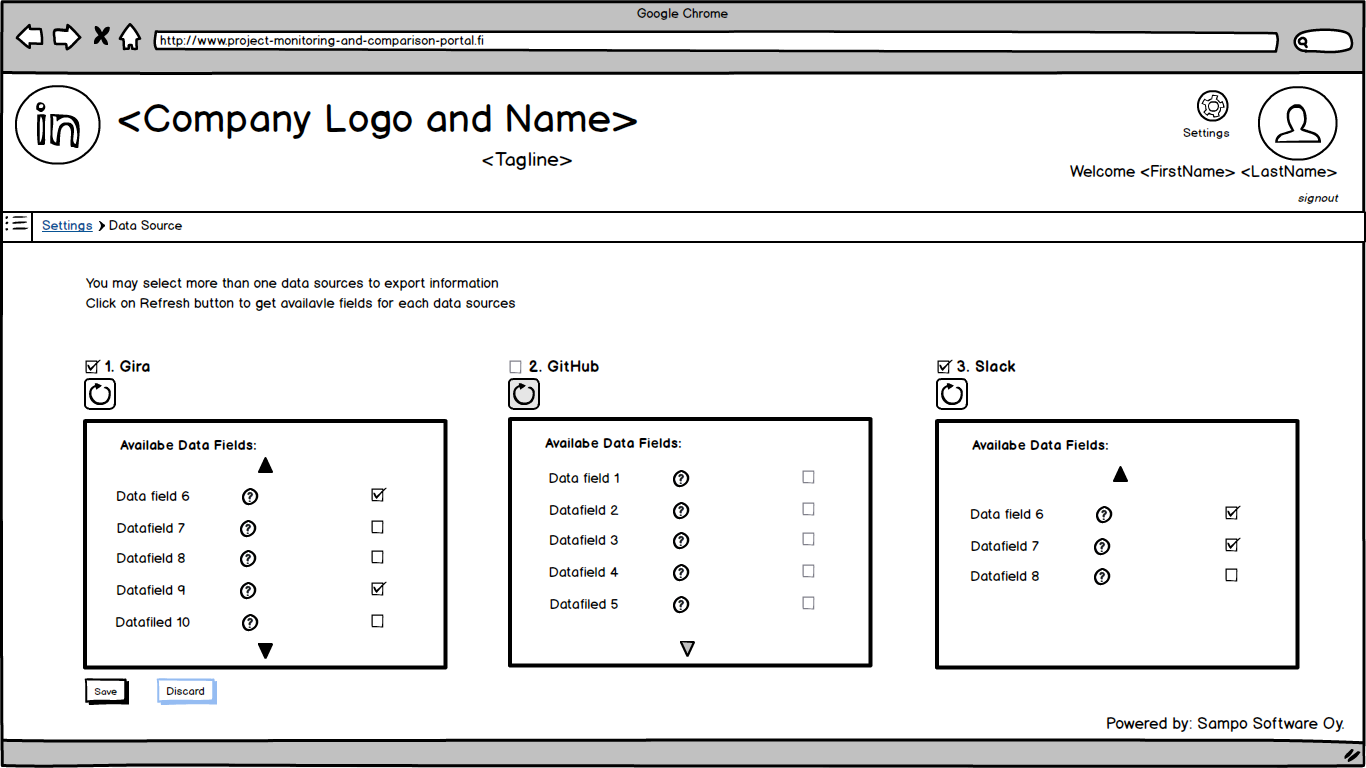 Google Chrome
http://www.project-monitoring-and-comparison-portal.fi
in
<Company Logo and Name>
<Tagline>
Settings
Welcome <FirstName> <LastName>
signout
Settings > Data Source
You may select more than one data sources to export information
Click on Refresh button to get availavle fields for each data sources
1. Gira
Availabe Data Fields:
Data field 6 ?
Datafield 7 ?
Datafield 8 ?
Datafield 9 ?
Datafiled 10 ?
2. GitHub
Availabe Data Fields:
Data field 1 ?
Datafield 2 ?
Datafield 3 ?
Datafield 4 ?
Datafiled 5 ?
3. Slack
Availabe Data Fields:
Data field 6 ?
Datafield 7 ?
Datafield 8 ?
Save
Discard
Powered by: Sampo Software Oy.